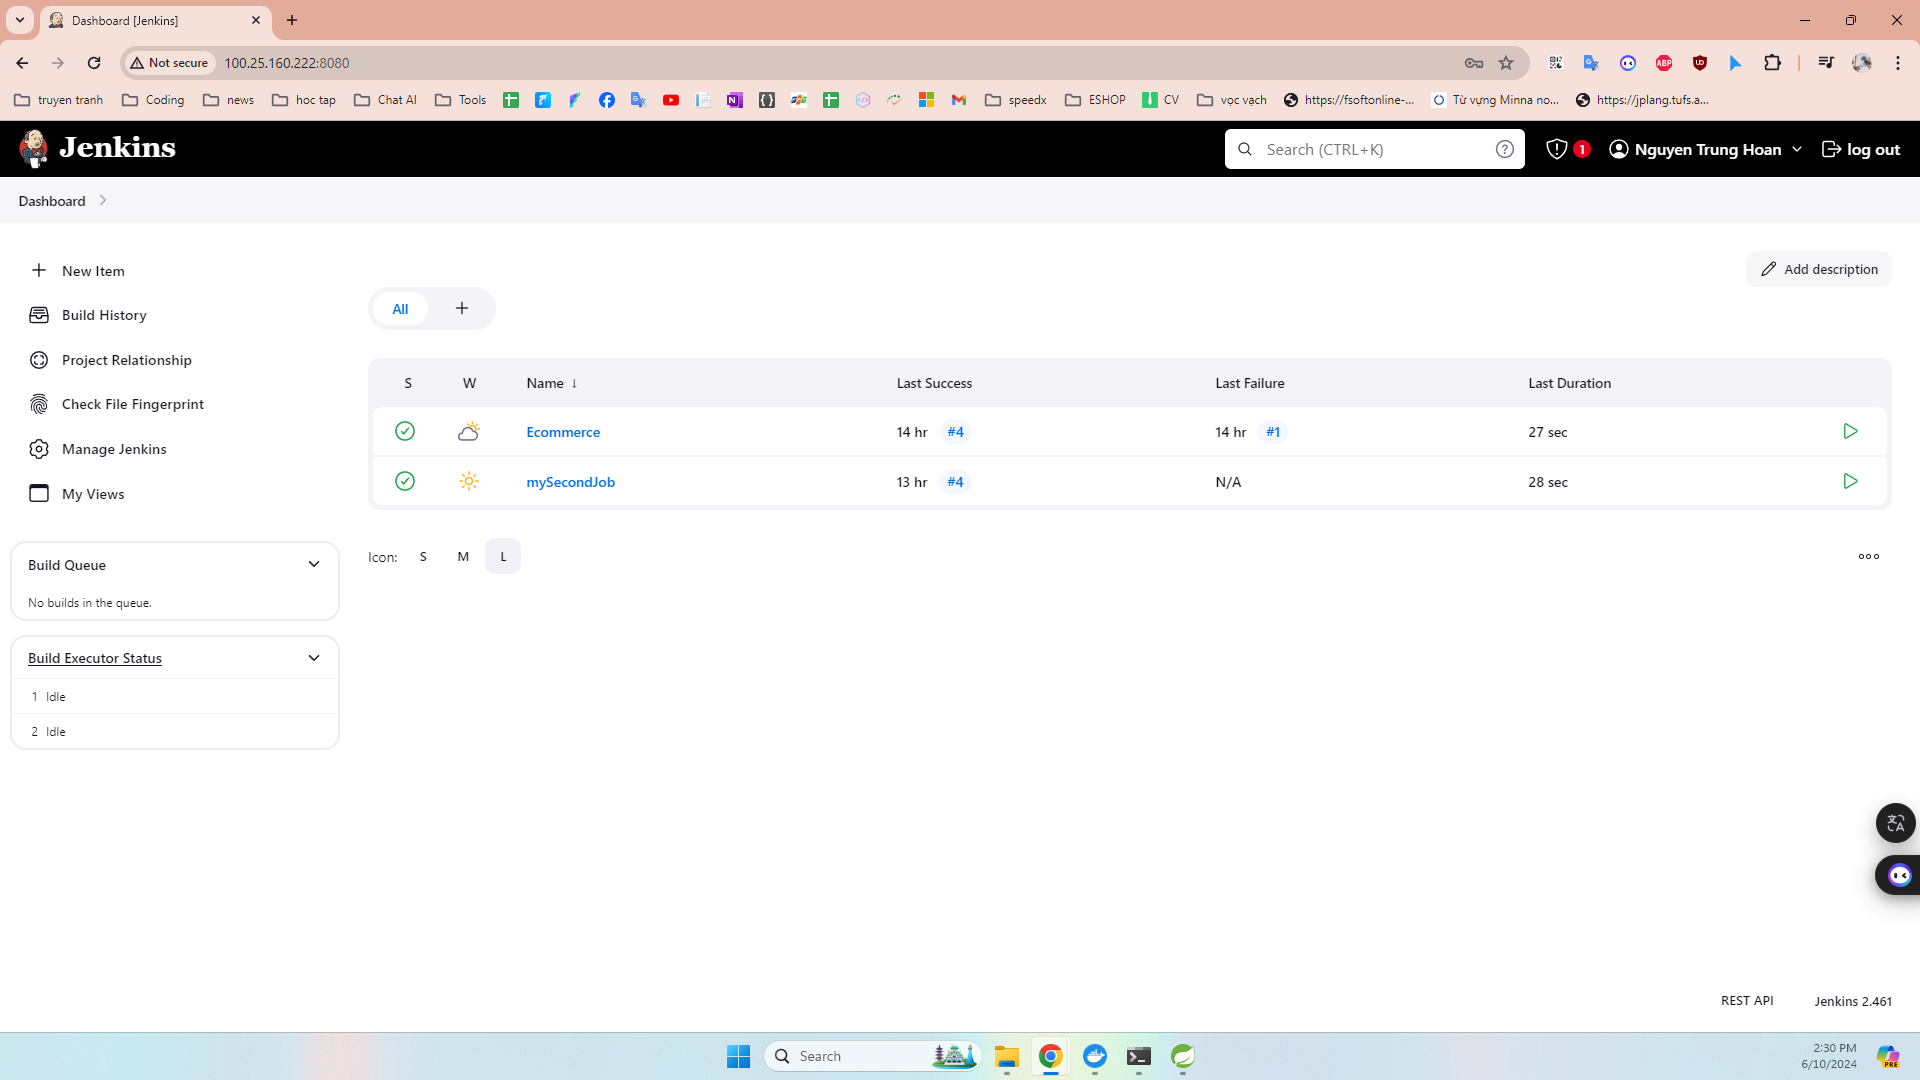 Dashboard [Jenkins]
Not secure
100.25.160.222:8080
truyen tranh
Coding
news
hoc tap
Chat AI
Tools
speedx
ESHOP
CV
vọc vạch
https://fsoftonline-...
Từ vựng Minna no...
https://jplang.tufs.a...
Jenkins
Search (CTRL+K)
1
Nguyen Trung Hoan
log out
Dashboard
New Item
Build History
Project Relationship
Check File Fingerprint
Manage Jenkins
My Views
Build Queue
No builds in the queue.
Build Executor Status
1 Idle
2 Idle
Add description
All
S W Name ↓ Last Success Last Failure Last Duration
Ecommerce 14 hr #4 14 hr #1 27 sec
mySecondJob 13 hr #4 N/A 28 sec
Icon: S M L
REST API
Jenkins 2.461
Search
2:30 PM
6/10/2024
PRE